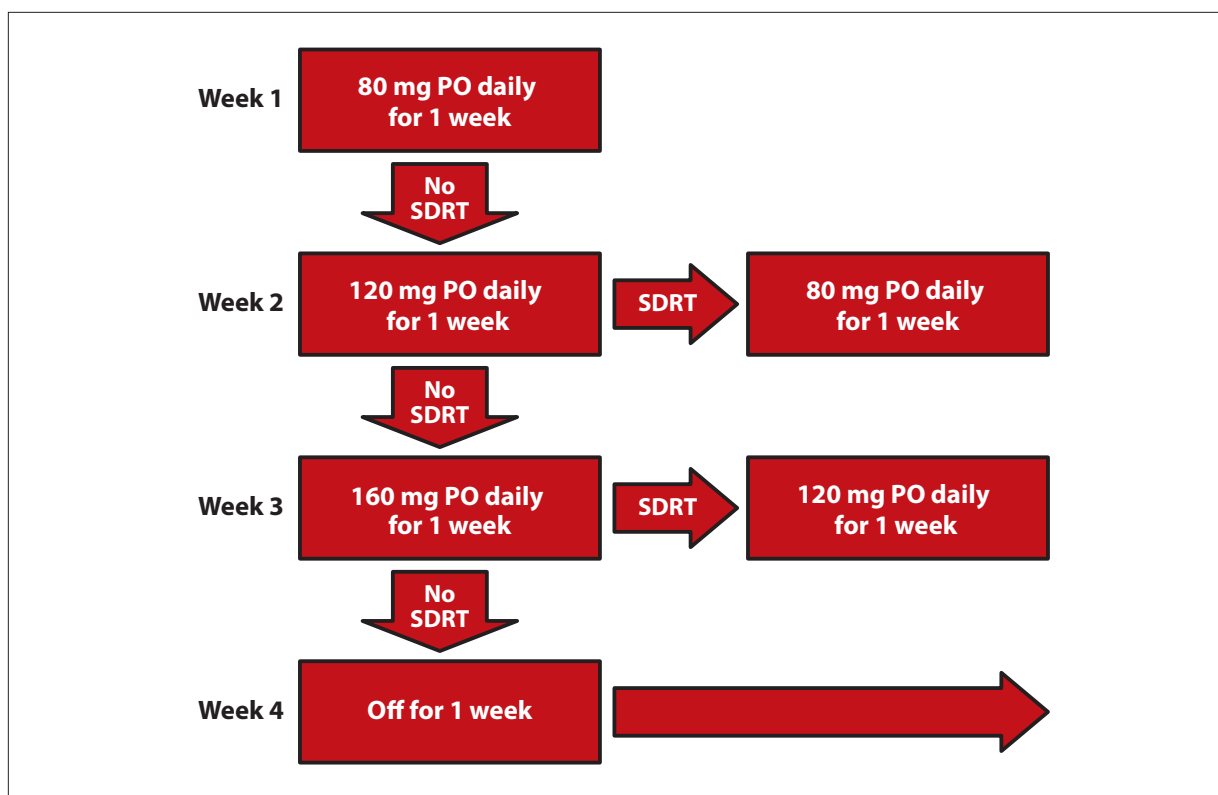 Week 1
80 mg PO daily
for 1 week
No
SDRT
Week 2
120 mg PO daily
for 1 week
SDRT
80 mg PO daily
for 1 week
No
SDRT
Week 3
160 mg PO daily
for 1 week
SDRT
120 mg PO daily
for 1 week
No
SDRT
Week 4
Off for 1 week